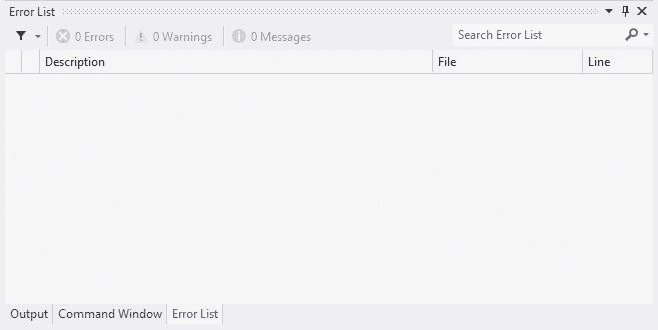 Error List
0 Errors 0 Warnings 0 Messages Search Error List
Description File Line
Output Command Window Error List